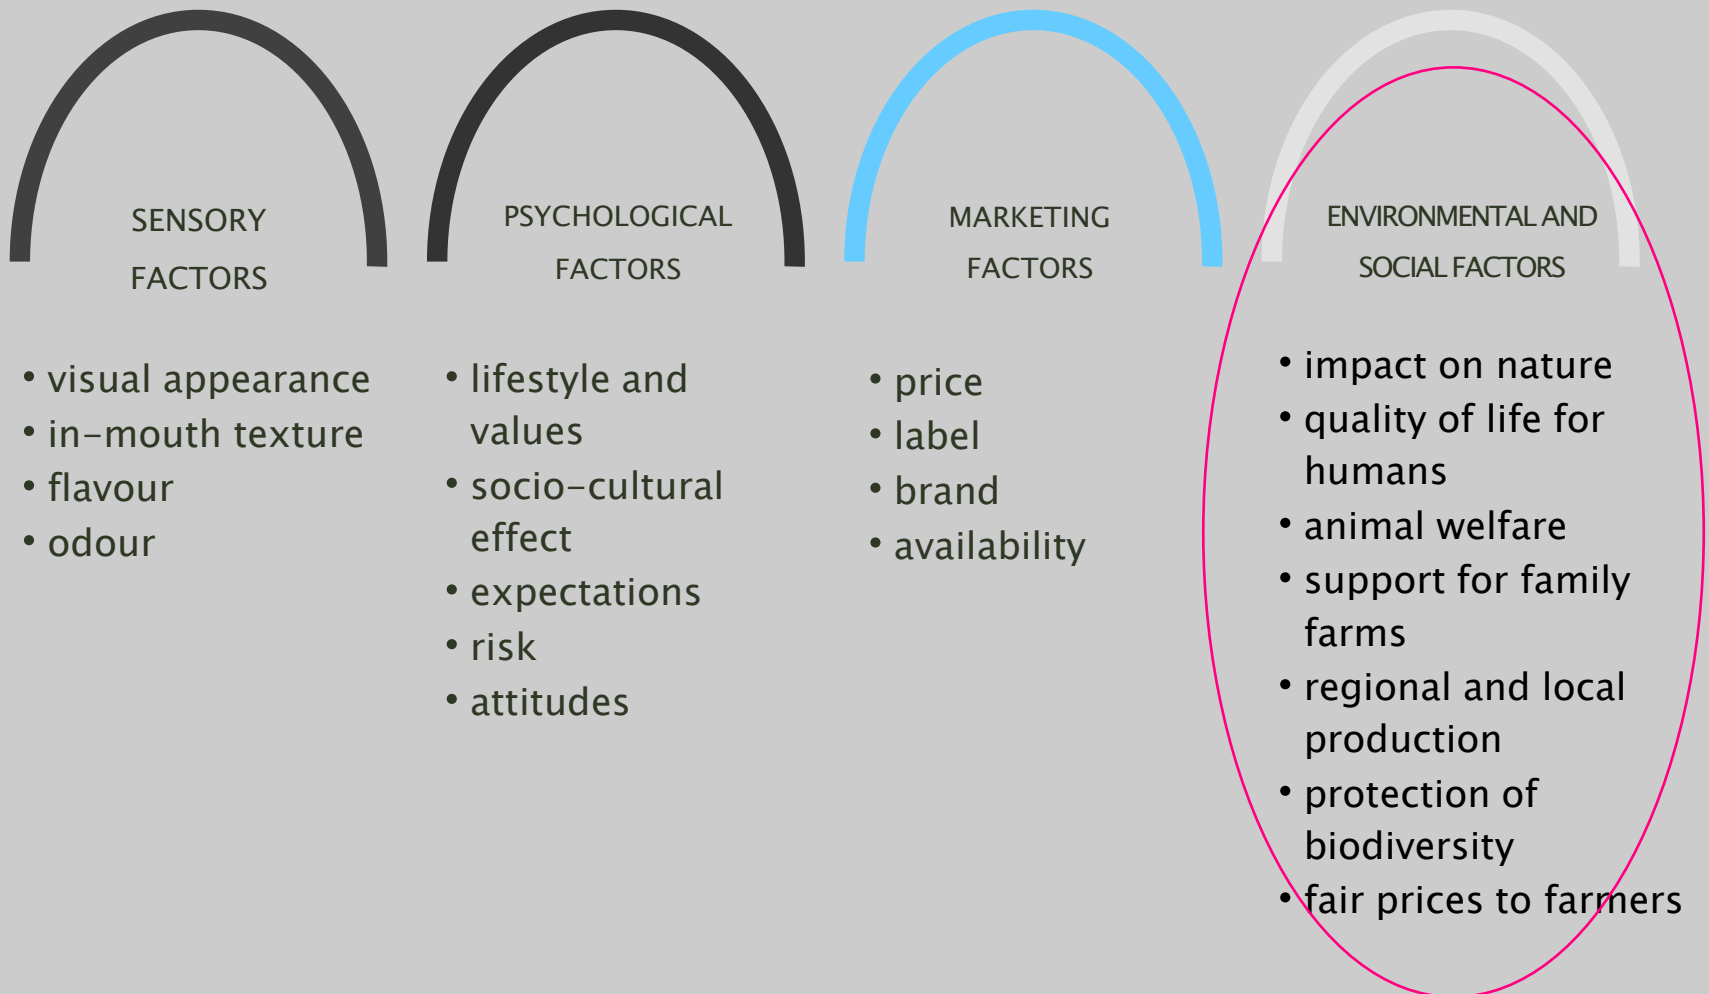 SENSORY
FACTORS
• visual appearance
• in-mouth texture
• flavour
• odour
PSYCHOLOGICAL
FACTORS
• lifestyle and
values
• socio-cultural
effect
• expectations
• risk
• attitudes
MARKETING
FACTORS
• price
• label
• brand
• availability
ENVIRONMENTAL AND
SOCIAL FACTORS
• impact on nature
• quality of life for
humans
• animal welfare
• support for family
farms
• regional and local
production
• protection of
biodiversity
• fair prices to farmers